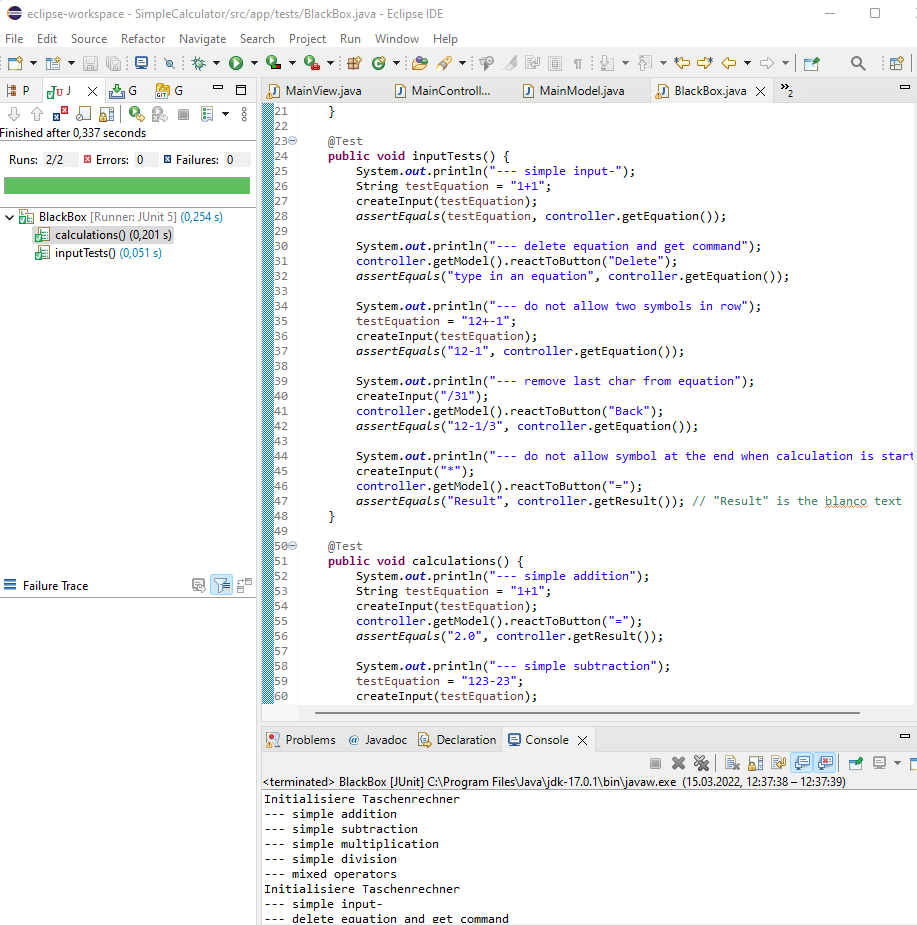 eclipse-workspace - SimpleCalculator/src/app/tests/BlackBox.java - Eclipse IDE
File Edit Source Refactor Navigate Search Project Run Window Help
P J G G
Finished after 0,337 seconds
Runs: 2/2 Errors: 0 Failures: 0
BlackBox [Runner: JUnit 5] (0,254 s)
calculations() (0,201 s)
inputTests() (0,051 s)
Failure Trace
MainView.java MainControll... MainModel.java BlackBox.java »2
21 }
22
23 @Test
24 public void inputTests() {
25 System.out.println("--- simple input-");
26 String testEquation = "1+1";
27 createInput(testEquation);
28 assertEquals(testEquation, controller.getEquation());
29
30 System.out.println("--- delete equation and get command");
31 controller.getModel().reactToButton("Delete");
32 assertEquals("type in an equation", controller.getEquation());
33
34 System.out.println("--- do not allow two symbols in row");
35 testEquation = "12+-1";
36 createInput(testEquation);
37 assertEquals("12-1", controller.getEquation());
38
39 System.out.println("--- remove last char from equation");
40 createInput("/31");
41 controller.getModel().reactToButton("Back");
42 assertEquals("12-1/3", controller.getEquation());
43
44 System.out.println("--- do not allow symbol at the end when calculation is start
45 createInput("*");
46 controller.getModel().reactToButton("=");
47 assertEquals("Result", controller.getResult()); // "Result" is the blanco text
48 }
49
50 @Test
51 public void calculations() {
52 System.out.println("--- simple addition");
53 String testEquation = "1+1";
54 createInput(testEquation);
55 controller.getModel().reactToButton("=");
56 assertEquals("2.0", controller.getResult());
57
58 System.out.println("--- simple subtraction");
59 testEquation = "123-23";
60 createInput(testEquation);
Problems @ Javadoc Declaration Console
<terminated> BlackBox [JUnit] C:\Program Files\Java\jdk-17.0.1\bin\javaw.exe (15.03.2022, 12:37:38 – 12:37:39)
Initialisiere Taschenrechner
--- simple addition
--- simple subtraction
--- simple multiplication
--- simple division
--- mixed operators
Initialisiere Taschenrechner
--- simple input-
--- delete equation and get command